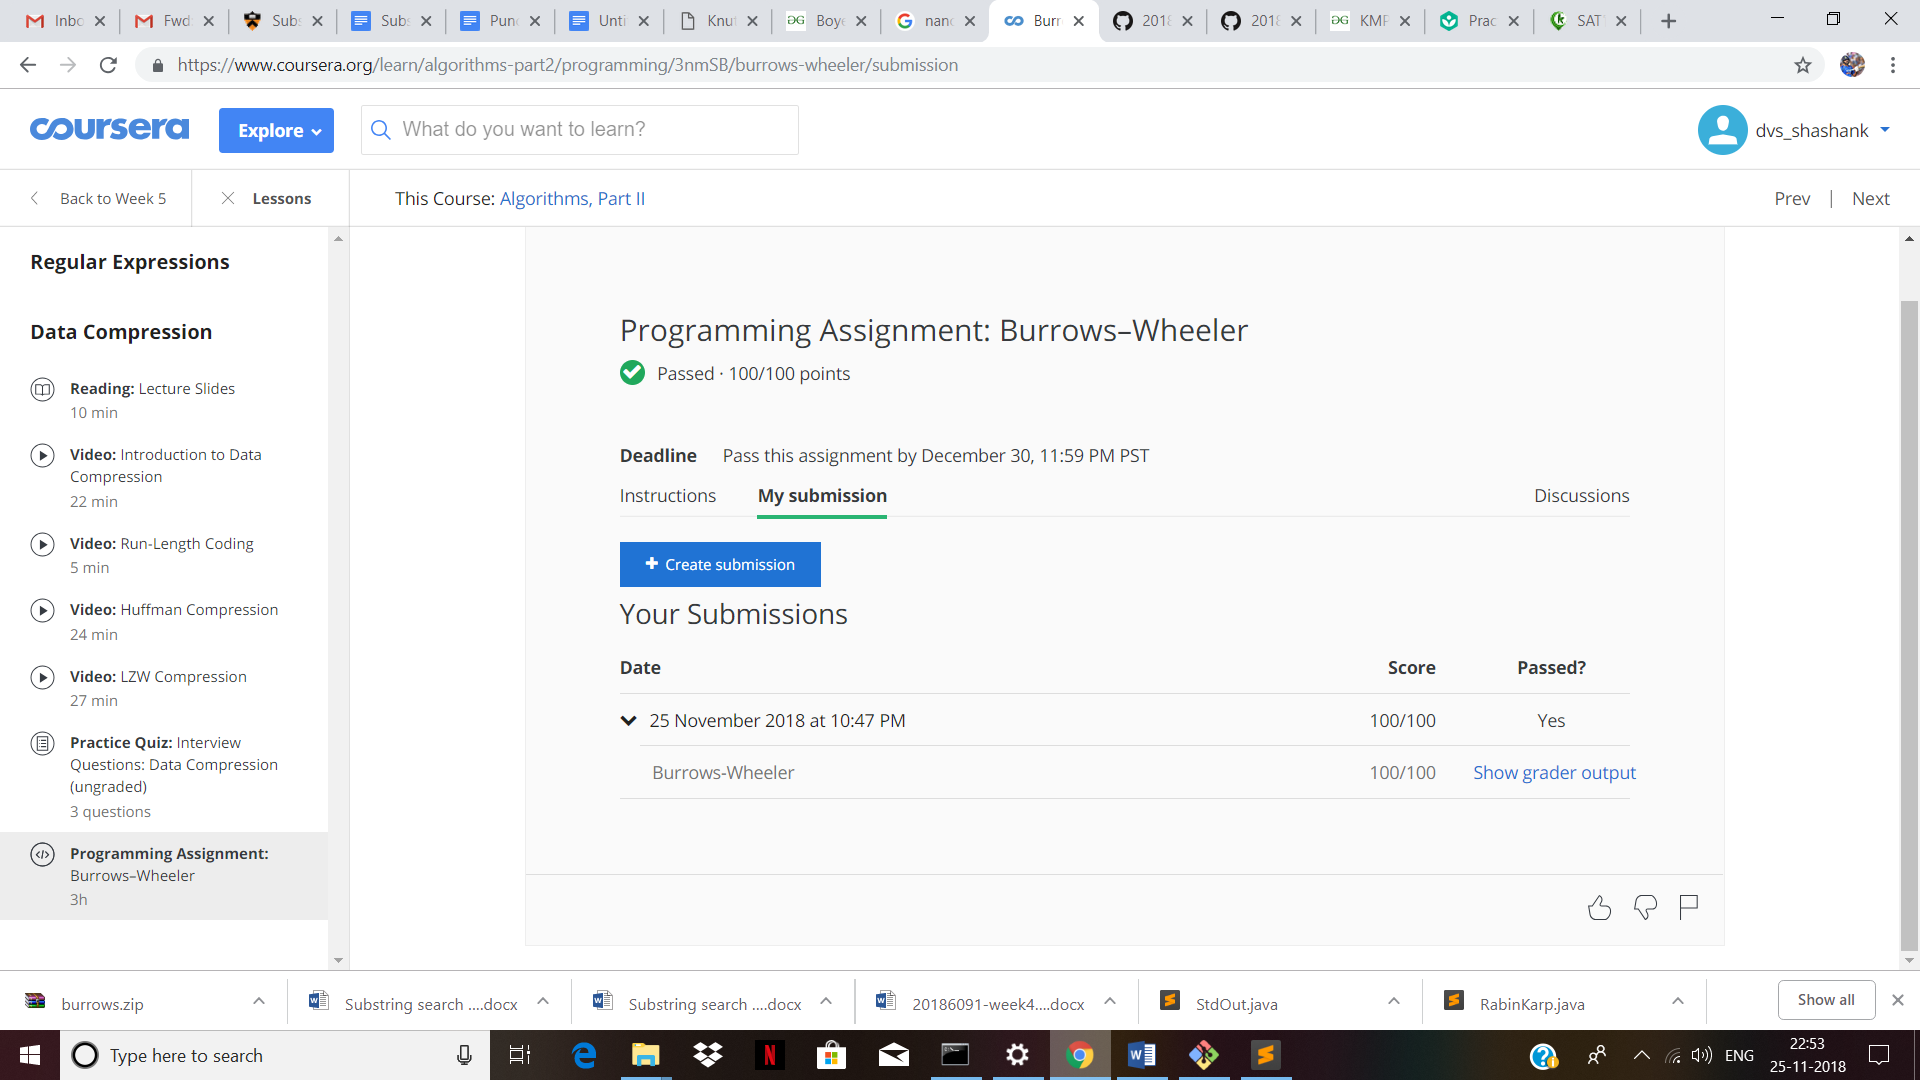 Inbo
Fwd:
Subs
Subs
Punc
Unti
Knut
Boye
nanc
Burr
2018
2018
KMP
Prac
SAT
https://www.coursera.org/learn/algorithms-part2/programming/3nmSB/burrows-wheeler/submission
coursera
Explore
What do you want to learn?
dvs_shashank
Back to Week 5
Lessons
This Course: Algorithms, Part II
Prev | Next
Regular Expressions
Data Compression
Reading: Lecture Slides
10 min
Video: Introduction to Data
Compression
22 min
Video: Run-Length Coding
5 min
Video: Huffman Compression
24 min
Video: LZW Compression
27 min
Practice Quiz: Interview
Questions: Data Compression
(ungraded)
3 questions
Programming Assignment:
Burrows–Wheeler
3h
Programming Assignment: Burrows–Wheeler
Passed · 100/100 points
Deadline Pass this assignment by December 30, 11:59 PM PST
Instructions My submission Discussions
+ Create submission
Your Submissions
Date Score Passed?
25 November 2018 at 10:47 PM 100/100 Yes
Burrows-Wheeler 100/100 Show grader output
burrows.zip
Substring search ....docx
Substring search ....docx
20186091-week4....docx
StdOut.java
RabinKarp.java
Show all
Type here to search
ENG
22:53
25-11-2018